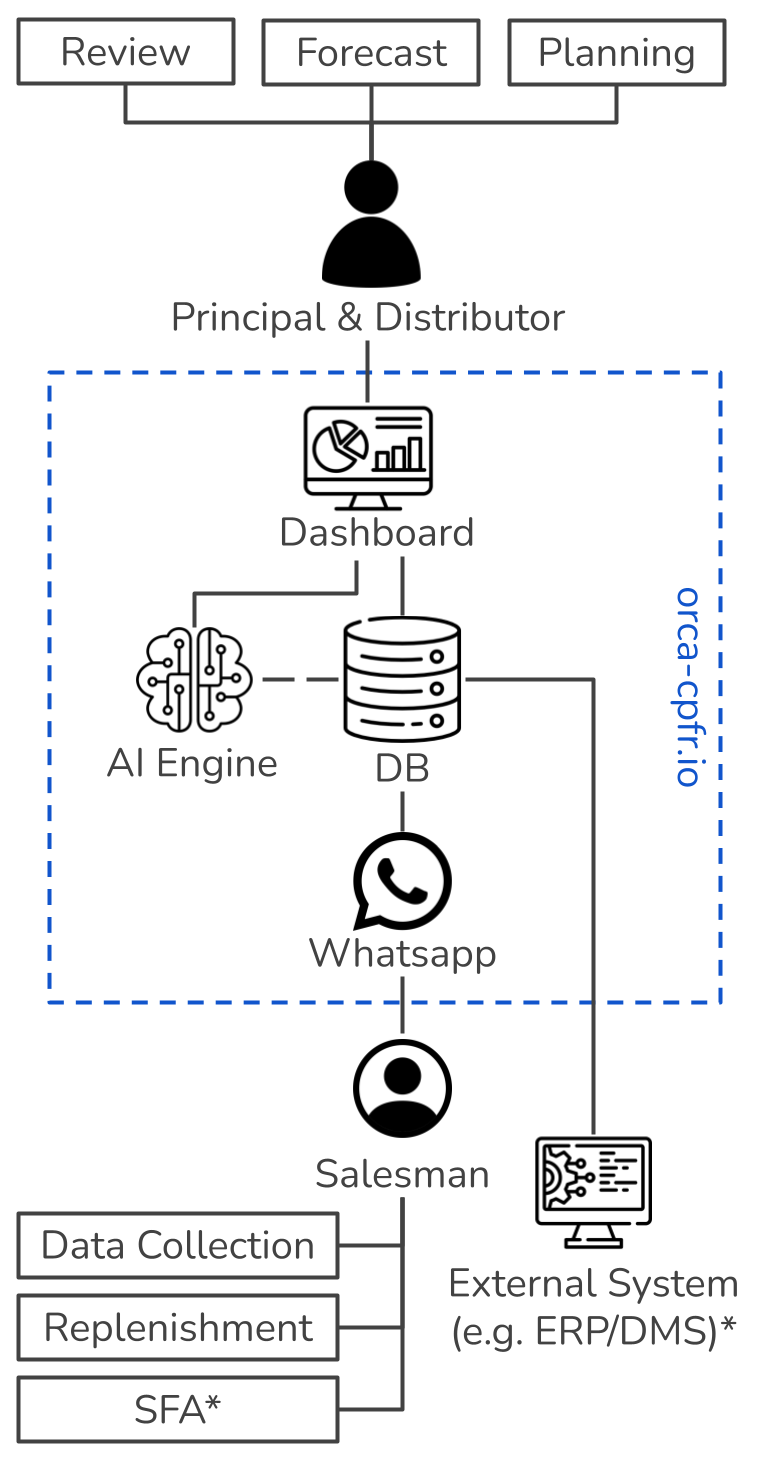 Review
Forecast
Planning
Principal & Distributor
Dashboard
orca-cpfr.io
AI Engine
DB
Whatsapp
Salesman
Data Collection
Replenishment
SFA*
External System
(e.g. ERP/DMS)*